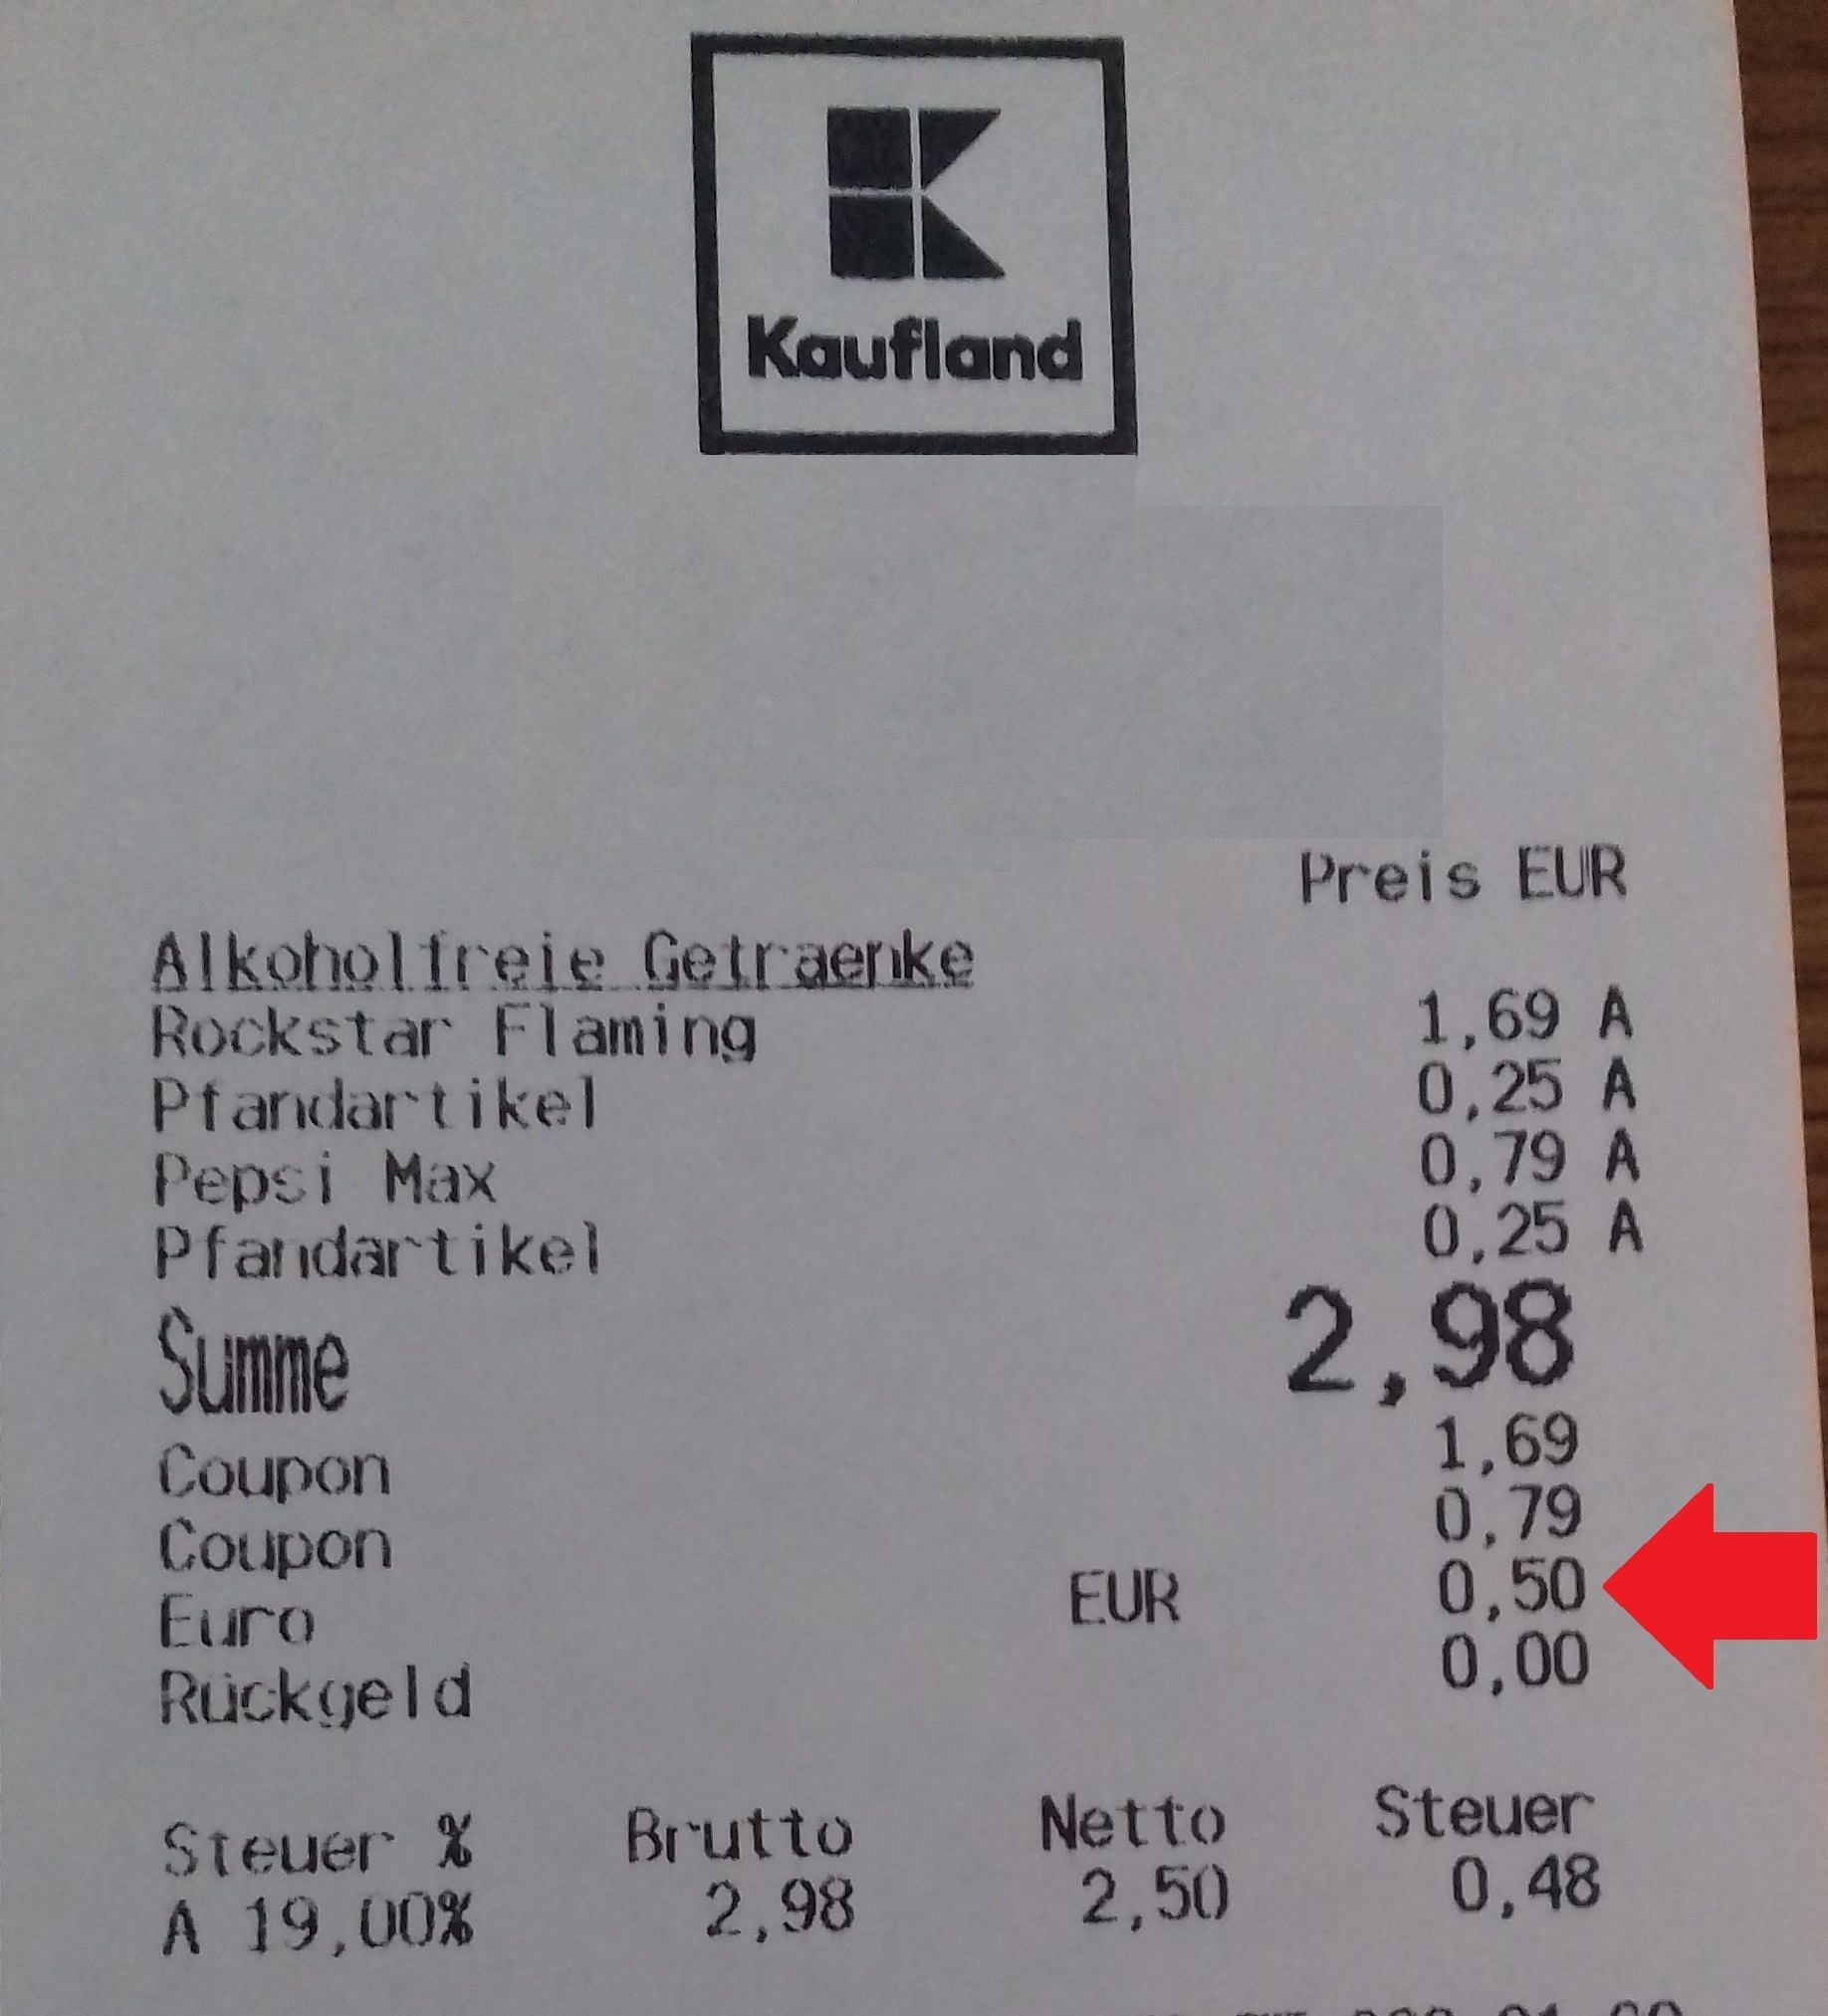 Kaufland
Preis EUR
Alkoholfreie Getraenke
Rockstar Flaming 1,69 A
Pfandartikel 0,25 A
Pepsi Max 0,79 A
Pfandartikel 0,25 A
Summe 2,98
Coupon 1,69
Coupon 0,79
Euro EUR 0,50
Rückgeld 0,00
Steuer % Brutto Netto Steuer
A 19,00% 2,98 2,50 0,48